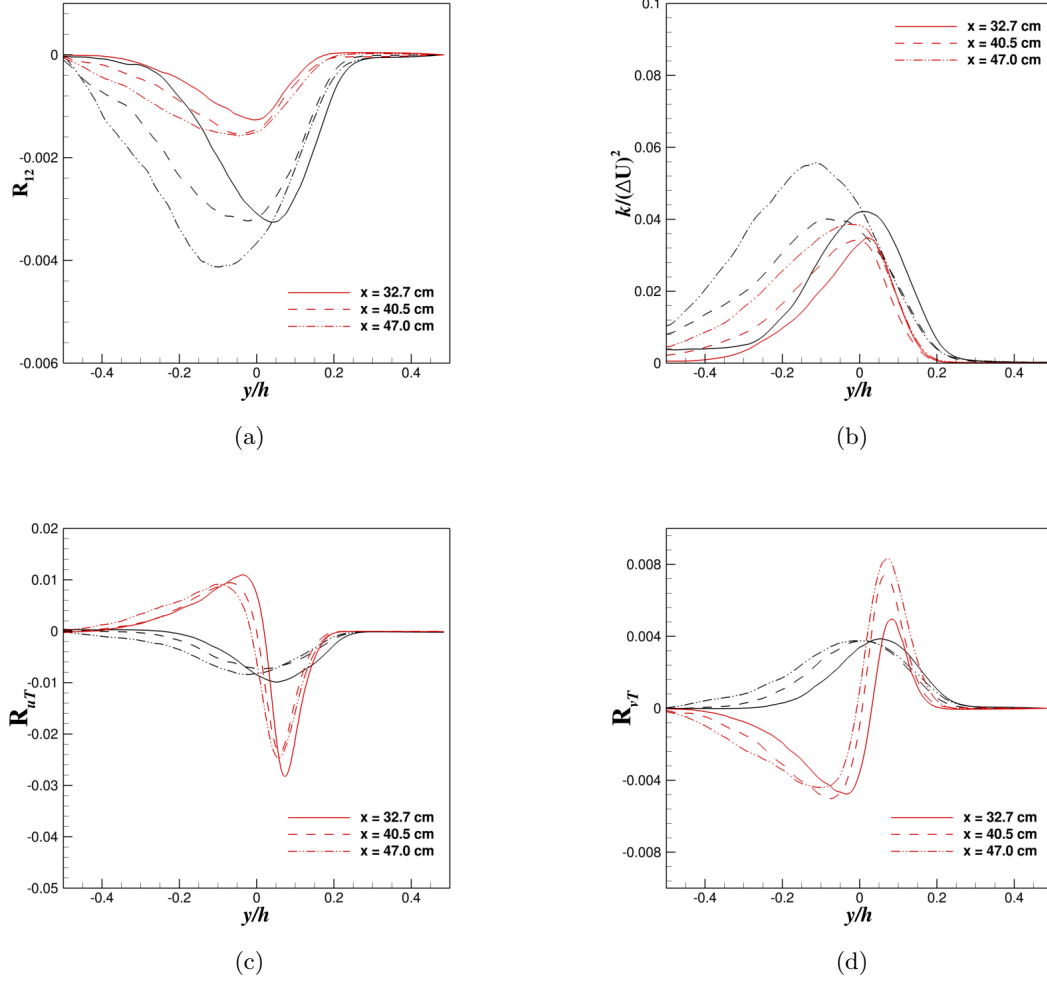 0
-0.002
-0.004
-0.006
R12
x = 32.7 cm
x = 40.5 cm
x = 47.0 cm
-0.4 -0.2 0 0.2 0.4
y/h
(a)
0.1
0.08
0.06
0.04
0.02
0
k/(ΔU)²
x = 32.7 cm
x = 40.5 cm
x = 47.0 cm
-0.4 -0.2 0 0.2 0.4
y/h
(b)
0.02
0.01
0
-0.01
-0.02
-0.03
-0.04
-0.05
RuT
x = 32.7 cm
x = 40.5 cm
x = 47.0 cm
-0.4 -0.2 0 0.2 0.4
y/h
(c)
0.008
0.004
0
-0.004
-0.008
RvT
x = 32.7 cm
x = 40.5 cm
x = 47.0 cm
-0.4 -0.2 0 0.2 0.4
y/h
(d)